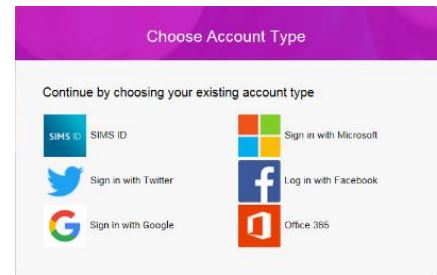 Choose Account Type
Continue by choosing your existing account type
SIMS ID SIMS ID
Sign in with Microsoft
Sign in with Twitter
Log in with Facebook
Sign in with Google
Office 365